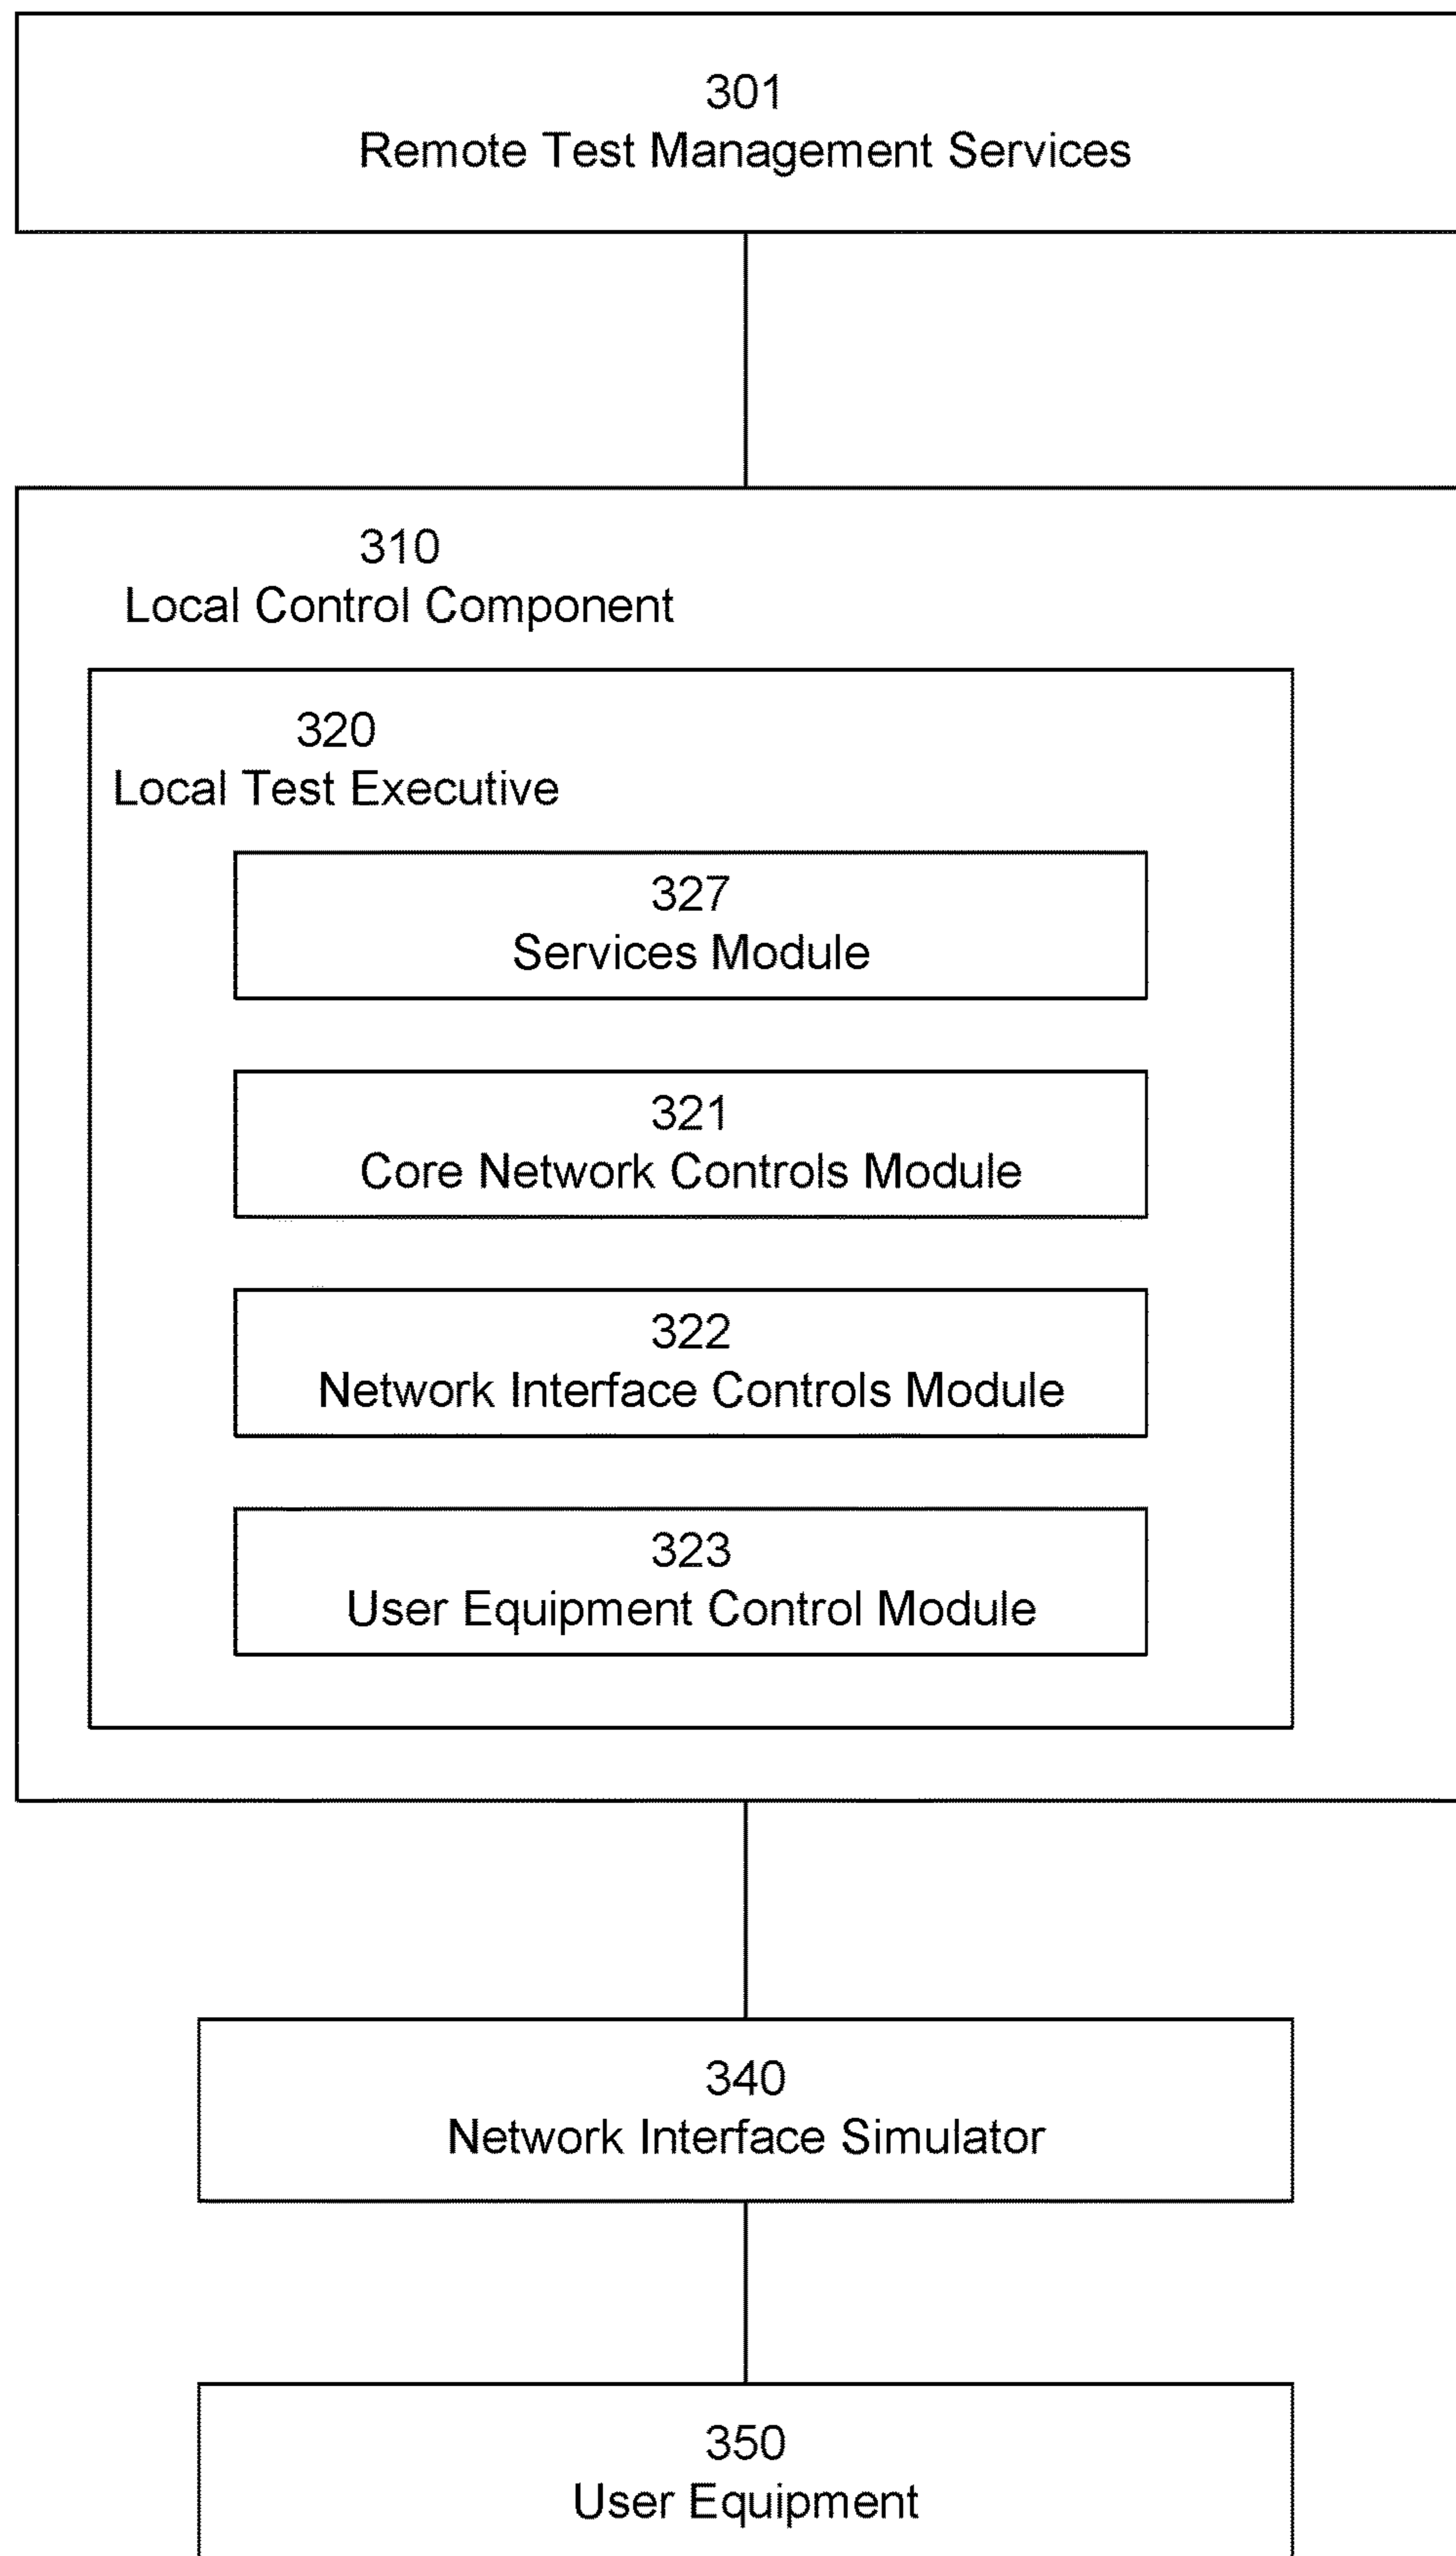 301
Remote Test Management Services
310
Local Control Component
320
Local Test Executive
327
Services Module
321
Core Network Controls Module
322
Network Interface Controls Module
323
User Equipment Control Module
340
Network Interface Simulator
350
User Equipment